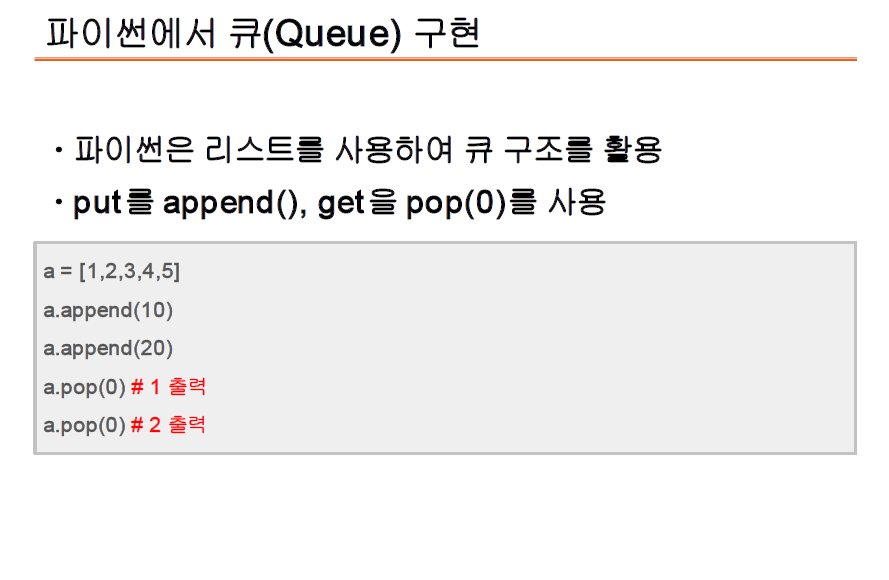 파이썬에서 큐(Queue) 구현
· 파이썬은 리스트를 사용하여 큐 구조를 활용
· put를 append(), get을 pop(0)를 사용
a = [1,2,3,4,5]
a.append(10)
a.append(20)
a.pop(0) # 1 출력
a.pop(0) # 2 출력